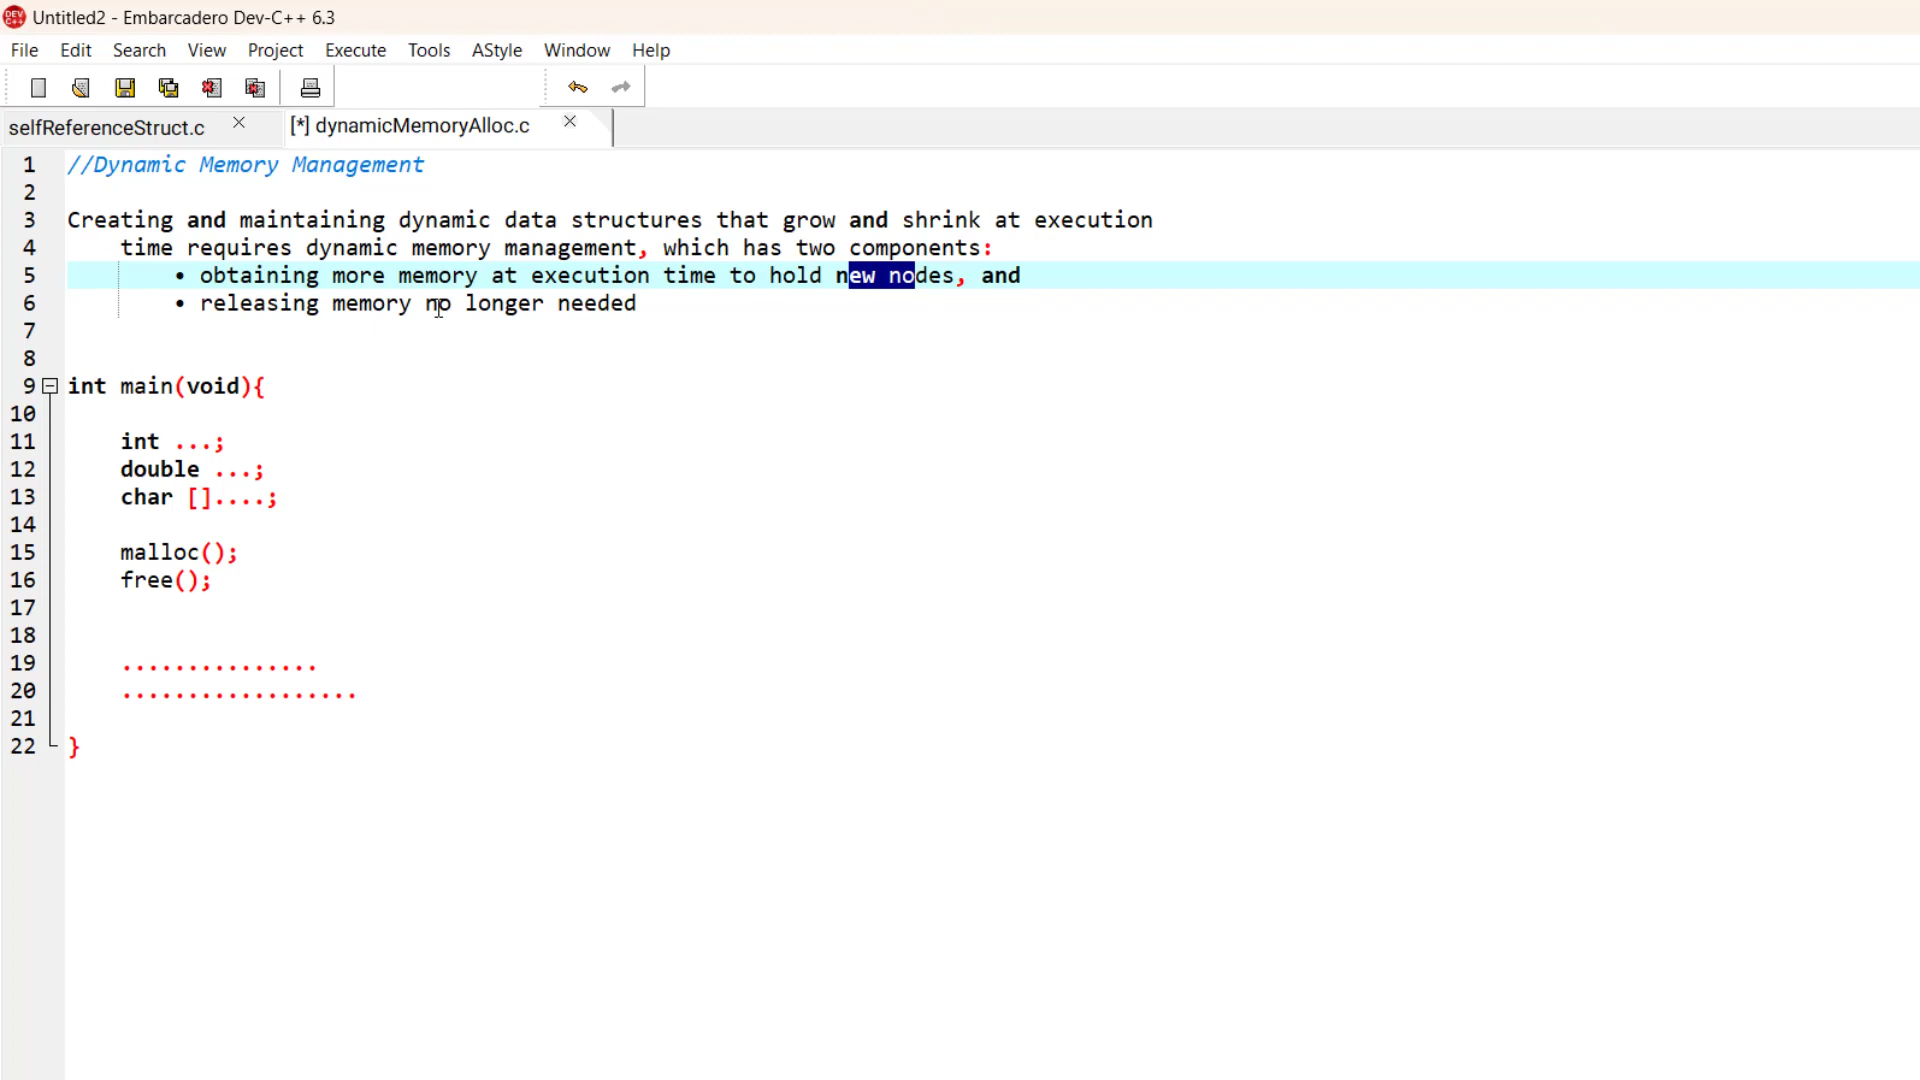 Untitled2 - Embarcadero Dev-C++ 6.3
File Edit Search View Project Execute Tools AStyle Window Help
selfReferenceStruct.c [*] dynamicMemoryAlloc.c
1 //Dynamic Memory Management
2
3 Creating and maintaining dynamic data structures that grow and shrink at execution
4 time requires dynamic memory management, which has two components:
5 • obtaining more memory at execution time to hold new nodes, and
6 • releasing memory no longer needed
7
8
9 int main(void){
10
11 int ...;
12 double ...;
13 char []....;
14
15 malloc();
16 free();
17
18
19 ...............
20 ..................
21
22 }